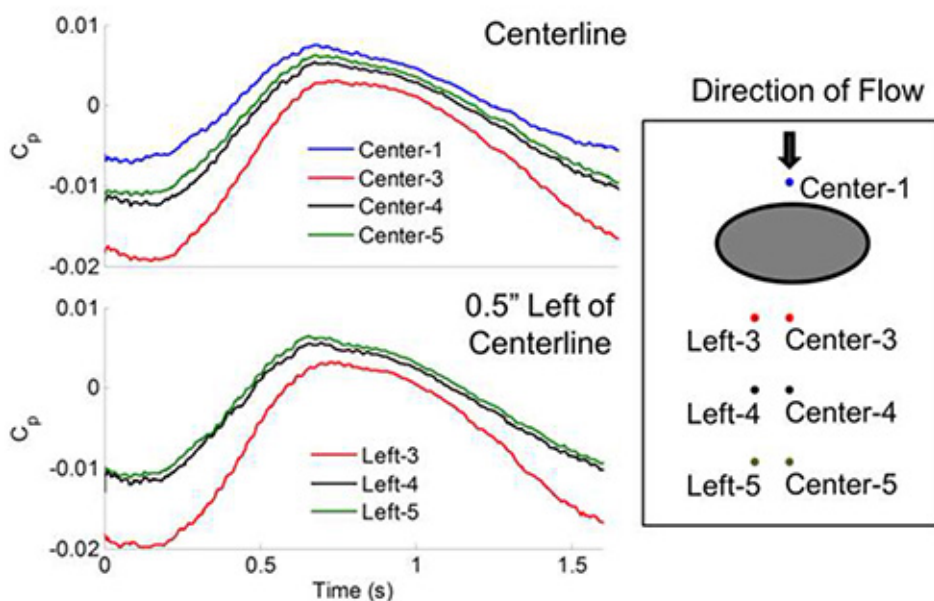 0.01
Centerline
0
Cp
-0.01
-0.02
Center-1
Center-3
Center-4
Center-5
0.01
0.5” Left of
Centerline
0
Cp
-0.01
-0.02
Left-3
Left-4
Left-5
0 0.5 1 1.5
Time (s)
Direction of Flow
Center-1
Left-3 Center-3
Left-4 Center-4
Left-5 Center-5